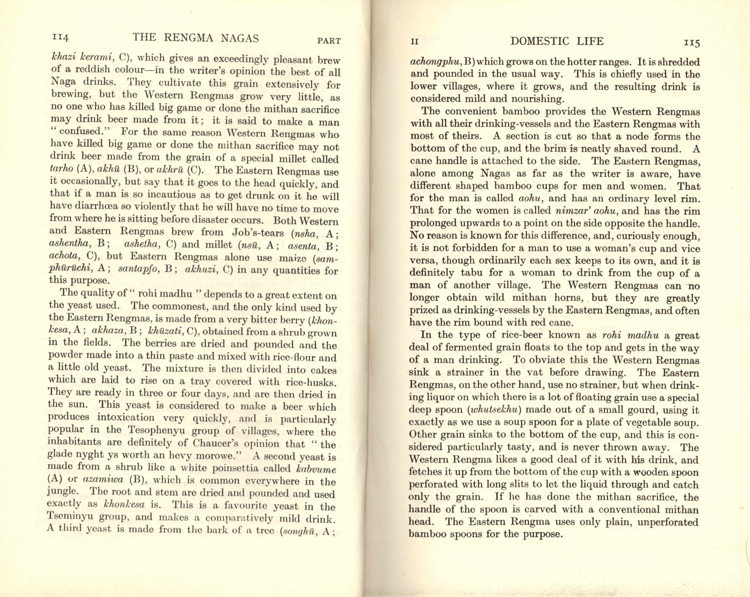 114 THE RENGMA NAGAS PART
khazi kerami, C), which gives an exceedingly pleasant brew
of a reddish colour—in the writer's opinion the best of all
Naga drinks. They cultivate this grain extensively for
brewing, but the Western Rengmas grow very little, as
no one who has killed big game or done the mithan sacrifice
may drink beer made from it; it is said to make a man
"confused." For the same reason Western Rengmas who
have killed big game or done the mithan sacrifice may not
drink beer made from the grain of a special millet called
tarho (A), akhū (B), or akhrū (C). The Eastern Rengmas use
it occasionally, but say that it goes to the head quickly, and
that if a man is so incautious as to get drunk on it he will
have diarrhœa so violently that he will have no time to move
from where he is sitting before disaster occurs. Both Western
and Eastern Rengmas brew from Job's-tears (nsha, A;
ashentha, B; ashetha, C) and millet (nsü, A; asenta, B;
achota, C), but Eastern Rengmas alone use maize (sam-
phürüchi, A; santapfo, B; akhuzi, C) in any quantities for
this purpose.
The quality of "rohi madhu" depends to a great extent on
the yeast used. The commonest, and the only kind used by
the Eastern Rengmas, is made from a very bitter berry (khon-
kesa, A; akhaza, B; khüzati, C), obtained from a shrub grown
in the fields. The berries are dried and pounded and the
powder made into a thin paste and mixed with rice-flour and
a little old yeast. The mixture is then divided into cakes
which are laid to rise on a tray covered with rice-husks.
They are ready in three or four days, and are then dried in
the sun. This yeast is considered to make a beer which
produces intoxication very quickly, and is particularly
popular in the Tesophenyu group of villages, where the
inhabitants are definitely of Chaucer's opinion that "the
glade nyght ys worth an hevy morowe." A second yeast is
made from a shrub like a white poinsettia called kabvume
(A) or azamiwa (B), which is common everywhere in the
jungle. The root and stem are dried and pounded and used
exactly as khonkesa is. This is a favourite yeast in the
Tseminyu group, and makes a comparatively mild drink.
A third yeast is made from the bark of a tree (songhü, A;
II DOMESTIC LIFE 115
achongphu, B) which grows on the hotter ranges. It is shredded
and pounded in the usual way. This is chiefly used in the
lower villages, where it grows, and the resulting drink is
considered mild and nourishing.
The convenient bamboo provides the Western Rengmas
with all their drinking-vessels and the Eastern Rengmas with
most of theirs. A section is cut so that a node forms the
bottom of the cup, and the brim is neatly shaved round. A
cane handle is attached to the side. The Eastern Rengmas,
alone among Nagas as far as the writer is aware, have
different shaped bamboo cups for men and women. That
for the man is called aohu, and has an ordinary level rim.
That for the women is called nimzar' aohu, and has the rim
prolonged upwards to a point on the side opposite the handle.
No reason is known for this difference, and, curiously enough,
it is not forbidden for a man to use a woman's cup and vice
versa, though ordinarily each sex keeps to its own, and it is
definitely tabu for a woman to drink from the cup of a
man of another village. The Western Rengmas can no
longer obtain wild mithan horns, but they are greatly
prized as drinking-vessels by the Eastern Rengmas, and often
have the rim bound with red cane.
In the type of rice-beer known as rohi madhu a great
deal of fermented grain floats to the top and gets in the way
of a man drinking. To obviate this the Western Rengmas
sink a strainer in the vat before drawing. The Eastern
Rengmas, on the other hand, use no strainer, but when drink-
ing liquor on which there is a lot of floating grain use a special
deep spoon (whutsekhu) made out of a small gourd, using it
exactly as we use a soup spoon for a plate of vegetable soup.
Other grain sinks to the bottom of the cup, and this is con-
sidered particularly tasty, and is never thrown away. The
Western Rengma likes a good deal of it with his drink, and
fetches it up from the bottom of the cup with a wooden spoon
perforated with long slits to let the liquid through and catch
only the grain. If he has done the mithan sacrifice, the
handle of the spoon is carved with a conventional mithan
head. The Eastern Rengma uses only plain, unperforated
bamboo spoons for the purpose.